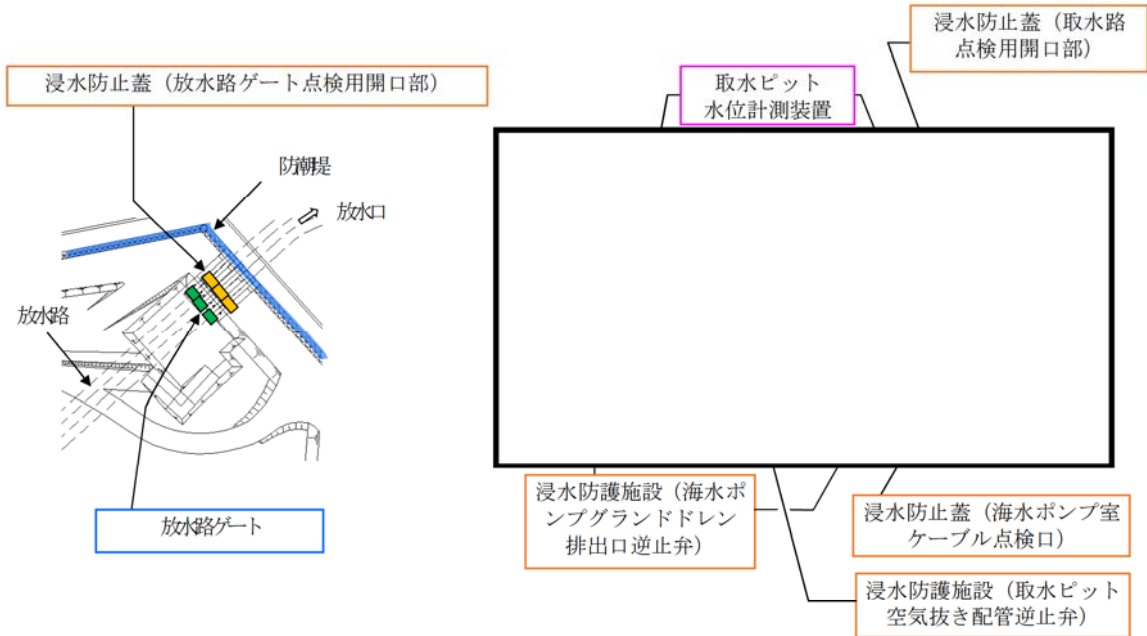 浸水防止蓋（取水路
点検用開口部）
浸水防止蓋（放水路ゲート点検用開口部）
取水ピット
水位計測装置
防潮堤
放水口
放水路
放水路ゲート
浸水防護施設（海水ポ
ンプグランドドレン
排出口逆止弁）
浸水防止蓋（海水ポンプ室
ケーブル点検口）
浸水防護施設（取水ピット
空気抜き配管逆止弁）